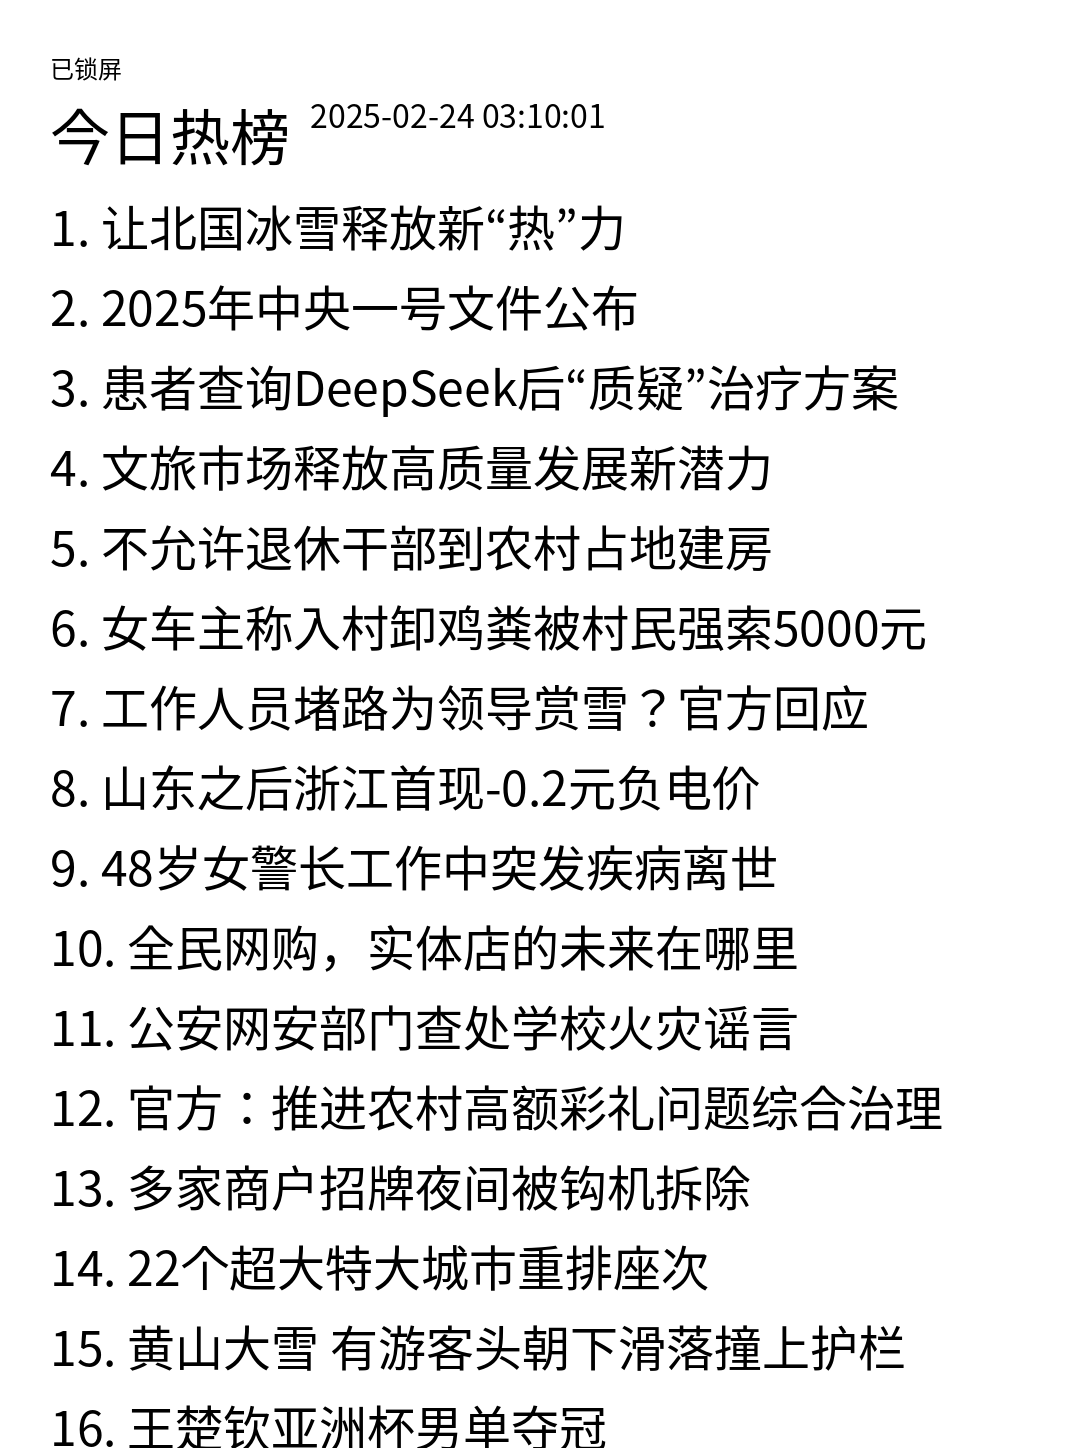 已锁屏
今日热榜 2025-02-24 03:10:01
1. 让北国冰雪释放新“热”力
2. 2025年中央一号文件公布
3. 患者查询DeepSeek后“质疑”治疗方案
4. 文旅市场释放高质量发展新潜力
5. 不允许退休干部到农村占地建房
6. 女车主称入村卸鸡粪被村民强索5000元
7. 工作人员堵路为领导赏雪？官方回应
8. 山东之后浙江首现-0.2元负电价
9. 48岁女警长工作中突发疾病离世
10. 全民网购，实体店的未来在哪里
11. 公安网安部门查处学校火灾谣言
12. 官方：推进农村高额彩礼问题综合治理
13. 多家商户招牌夜间被钩机拆除
14. 22个超大特大城市重排座次
15. 黄山大雪 有游客头朝下滑落撞上护栏
16. 王楚钦亚洲杯男单夺冠